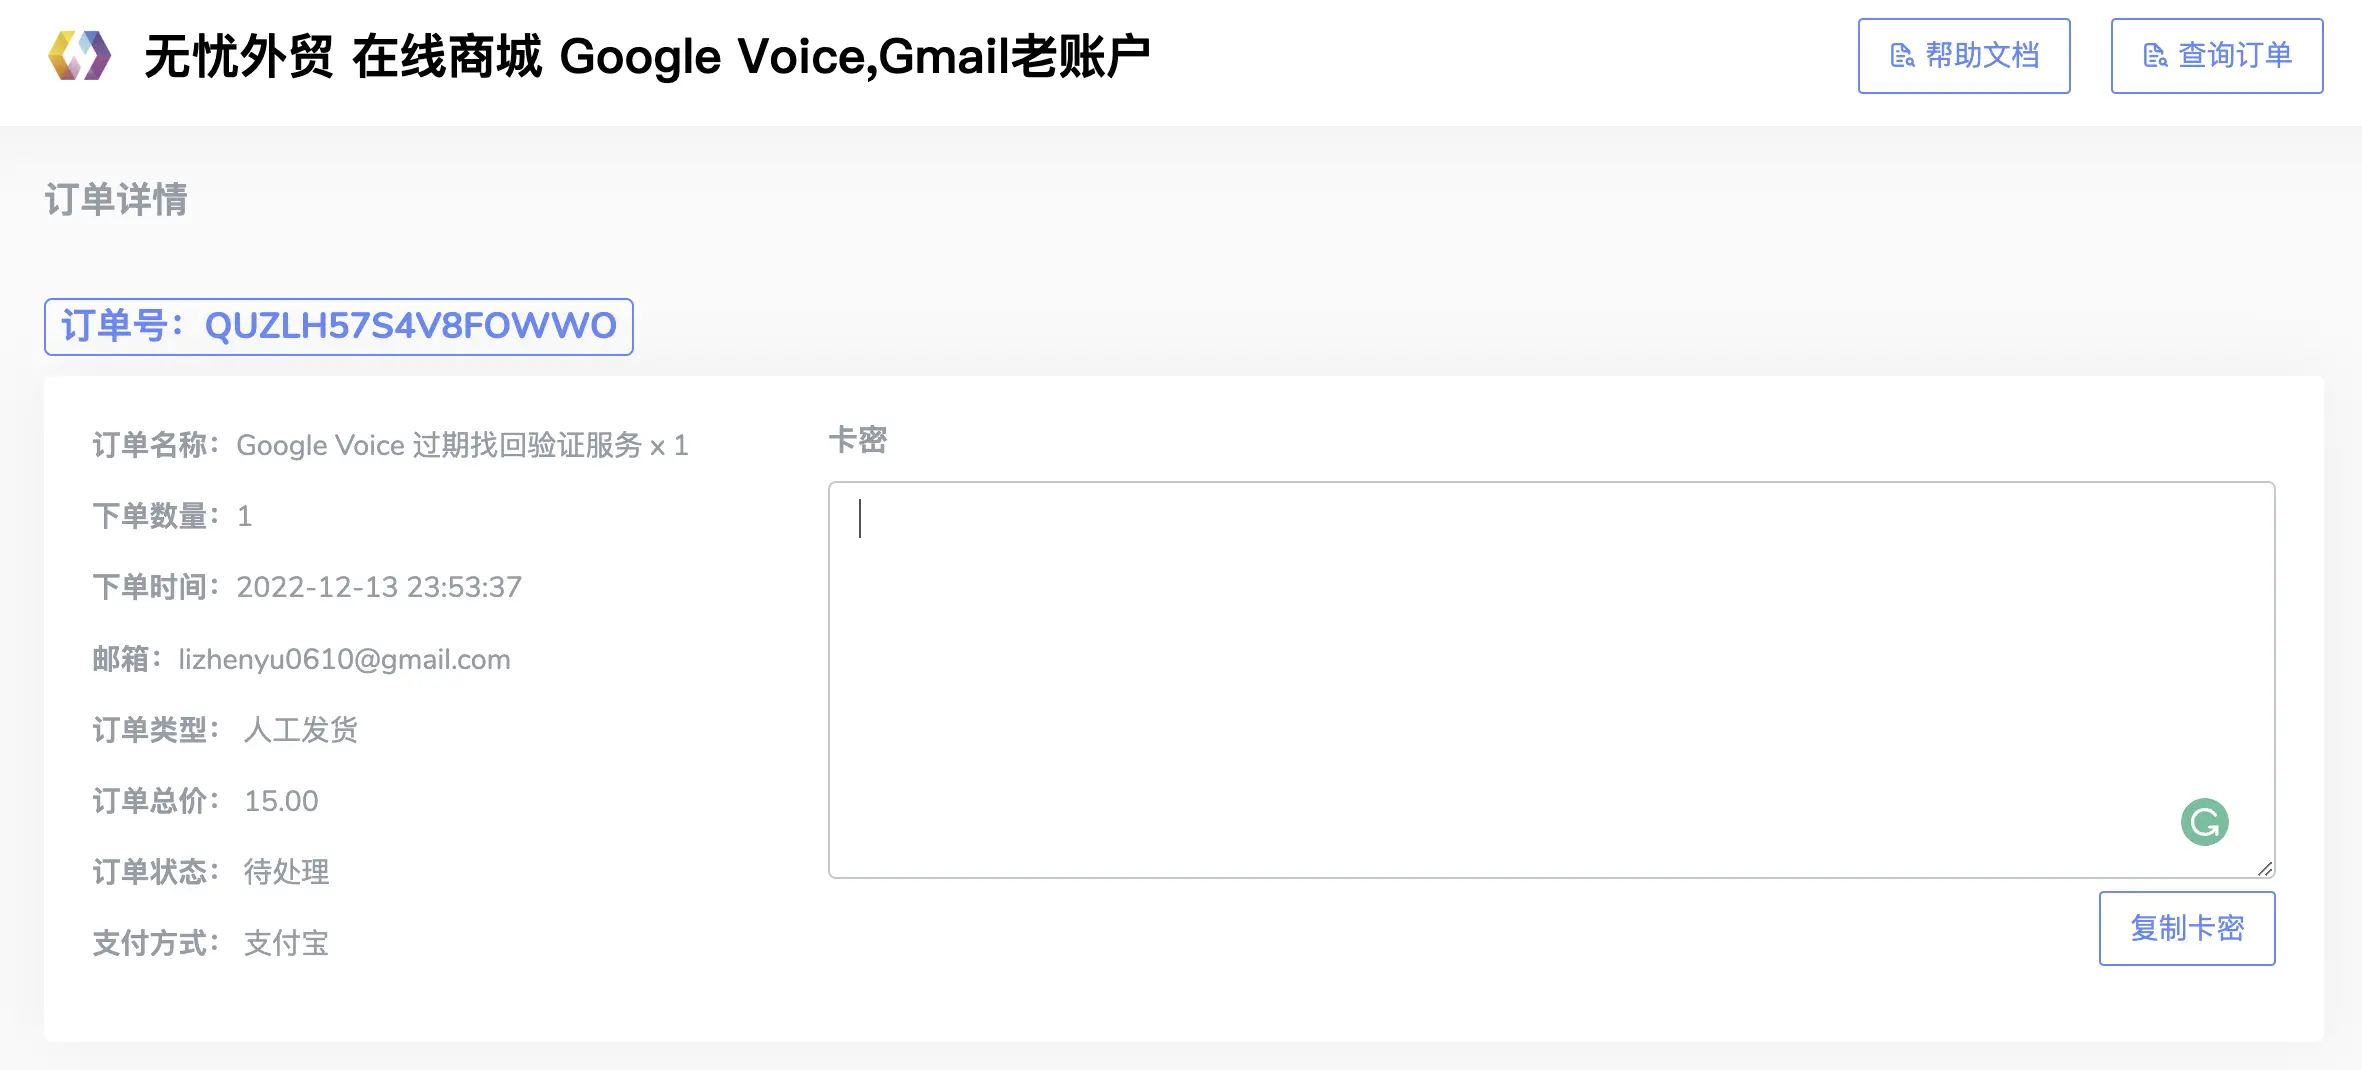 无忧外贸 在线商城 Google Voice,Gmail老账户
帮助文档
查询订单
订单详情
订单号：QUZLH57S4V8FOWWO
订单名称：Google Voice 过期找回验证服务 x 1
下单数量：1
下单时间：2022-12-13 23:53:37
邮箱：lizhenyu0610@gmail.com
订单类型：人工发货
订单总价：15.00
订单状态：待处理
支付方式：支付宝
卡密
复制卡密